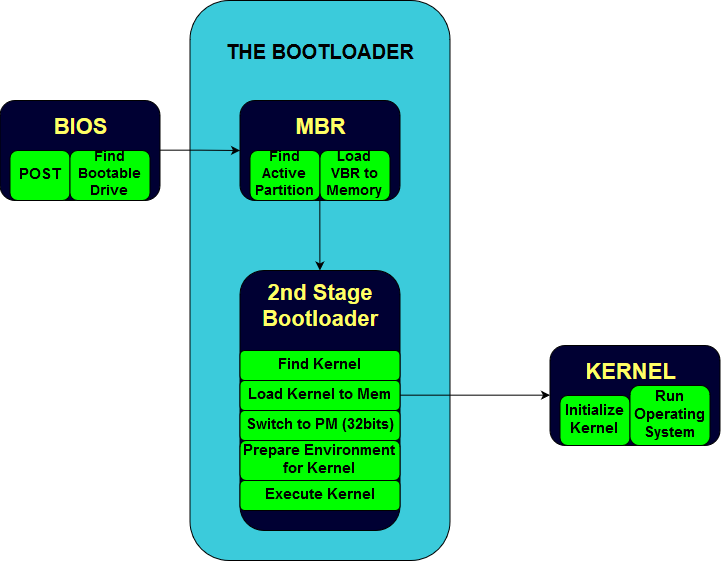 THE BOOTLOADER
BIOS
POST
Find
Bootable
Drive
MBR
Find
Active
Partition
Load
VBR to
Memory
2nd Stage
Bootloader
Find Kernel
Load Kernel to Mem
Switch to PM (32bits)
Prepare Environment
for Kernel
Execute Kernel
KERNEL
Initialize
Kernel
Run
Operating
System